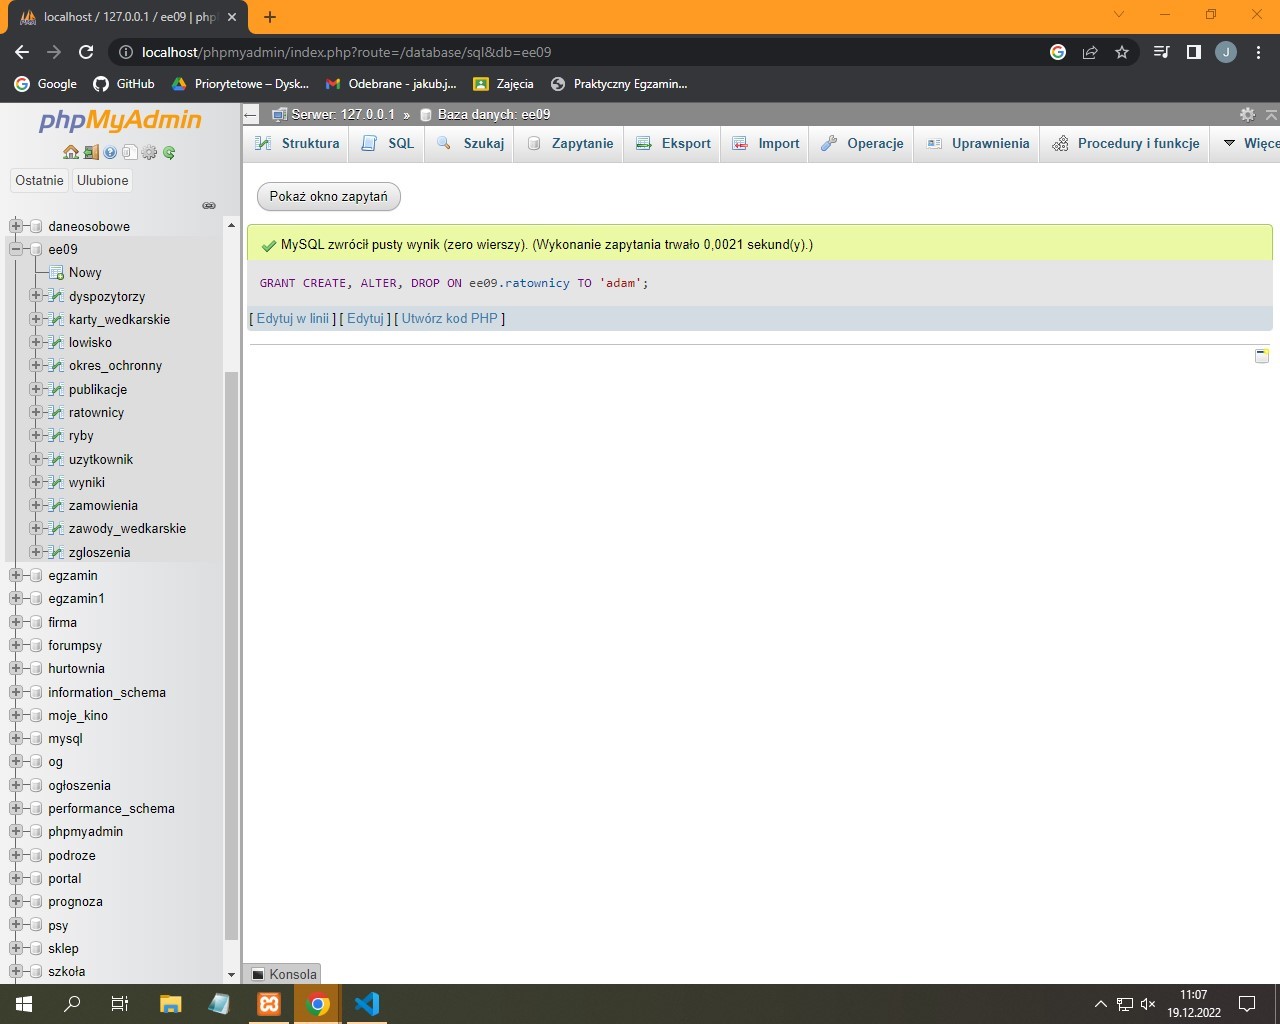 localhost / 127.0.0.1 / ee09 | php
localhost/phpmyadmin/index.php?route=/database/sql&db=ee09
J
Google
GitHub
Priorytetowe – Dysk...
Odebrane - jakub.j...
Zajęcia
Praktyczny Egzamin...
phpMyAdmin
Ostatnie
Ulubione
daneosobowe
ee09
Nowy
dyspozytorzy
karty_wedkarskie
lowisko
okres_ochronny
publikacje
ratownicy
ryby
uzytkownik
wyniki
zamowienia
zawody_wedkarskie
zgloszenia
egzamin
egzamin1
firma
forumpsy
hurtownia
information_schema
moje_kino
mysql
og
ogłoszenia
performance_schema
phpmyadmin
podroze
portal
prognoza
psy
sklep
szkoła
Serwer: 127.0.0.1 » Baza danych: ee09
Struktura
SQL
Szukaj
Zapytanie
Eksport
Import
Operacje
Uprawnienia
Procedury i funkcje
Więce
Pokaż okno zapytań
MySQL zwrócił pusty wynik (zero wierszy). (Wykonanie zapytania trwało 0,0021 sekund(y).)
GRANT CREATE, ALTER, DROP ON ee09.ratownicy TO 'adam';
[ Edytuj w linii ] [ Edytuj ] [ Utwórz kod PHP ]
Konsola
11:07
19.12.2022